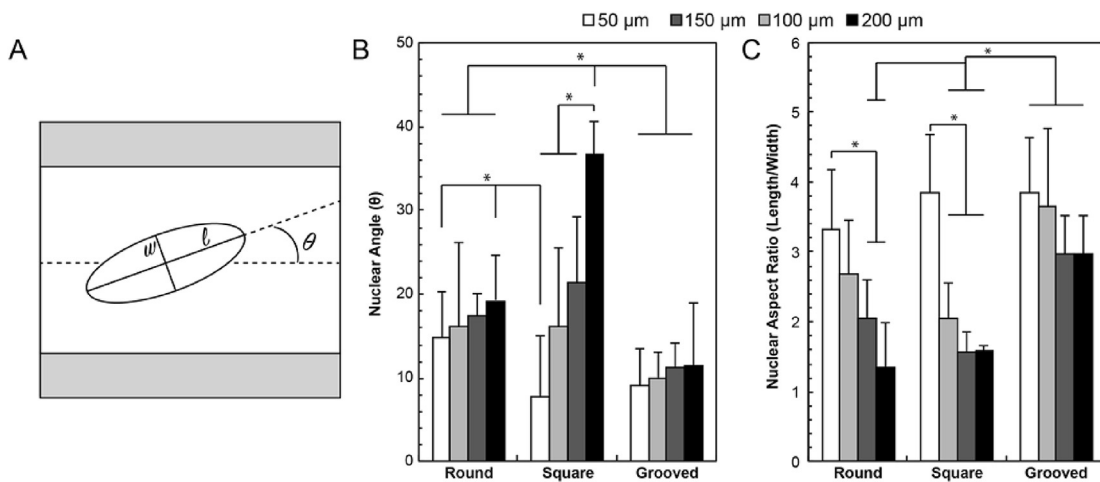 50 µm 150 µm 100 µm 200 µm
A
w
ℓ
θ
B
Nuclear Angle (θ)
50
40
30
20
10
0
*
*
*
Round Square Grooved
C
Nuclear Aspect Ratio (Length/Width)
6
5
4
3
2
1
0
*
*
*
Round Square Grooved